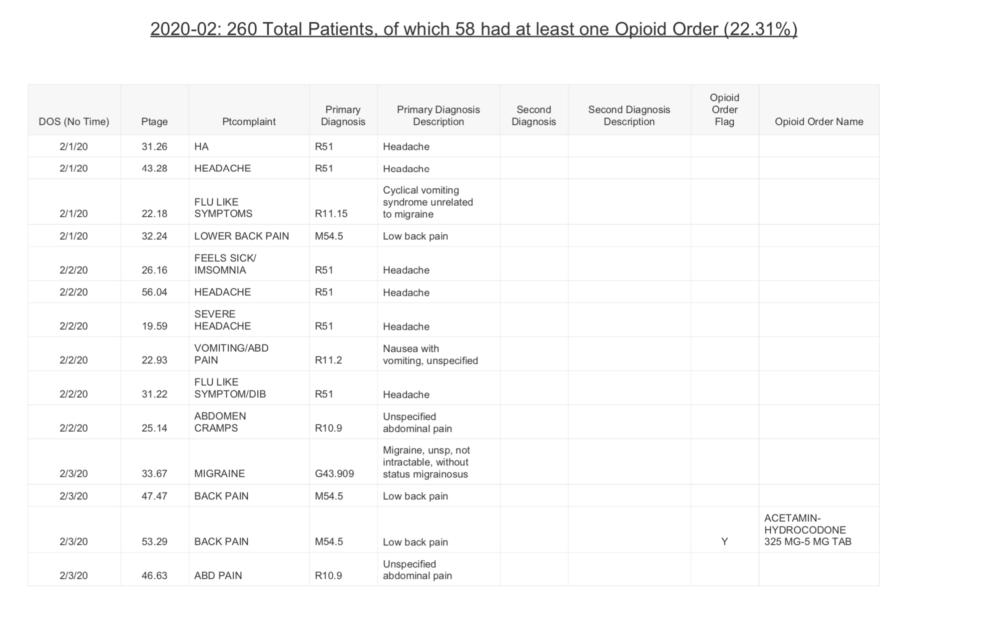 2020-02: 260 Total Patients, of which 58 had at least one Opioid Order (22.31%)
DOS (No Time) Ptage Ptcomplaint Primary Diagnosis Primary Diagnosis Description Second Diagnosis Second Diagnosis Description Opioid Order Flag Opioid Order Name
2/1/20 31.26 HA R51 Headache
2/1/20 43.28 HEADACHE R51 Headache
2/1/20 22.18 FLU LIKE SYMPTOMS R11.15 Cyclical vomiting syndrome unrelated to migraine
2/1/20 32.24 LOWER BACK PAIN M54.5 Low back pain
2/2/20 26.16 FEELS SICK/ IMSOMNIA R51 Headache
2/2/20 56.04 HEADACHE R51 Headache
2/2/20 19.59 SEVERE HEADACHE R51 Headache
2/2/20 22.93 VOMITING/ABD PAIN R11.2 Nausea with vomiting, unspecified
2/2/20 31.22 FLU LIKE SYMPTOM/DIB R51 Headache
2/2/20 25.14 ABDOMEN CRAMPS R10.9 Unspecified abdominal pain
2/3/20 33.67 MIGRAINE G43.909 Migraine, unsp, not intractable, without status migrainosus
2/3/20 47.47 BACK PAIN M54.5 Low back pain
2/3/20 53.29 BACK PAIN M54.5 Low back pain Y ACETAMIN-HYDROCODONE 325 MG-5 MG TAB
2/3/20 46.63 ABD PAIN R10.9 Unspecified abdominal pain